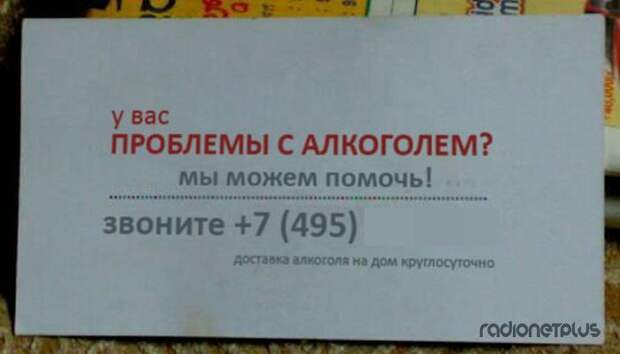 у вас
ПРОБЛЕМЫ С АЛКОГОЛЕМ?
мы можем помочь!
звоните +7 (495)
доставка алкоголя на дом круглосуточно
radionetplus